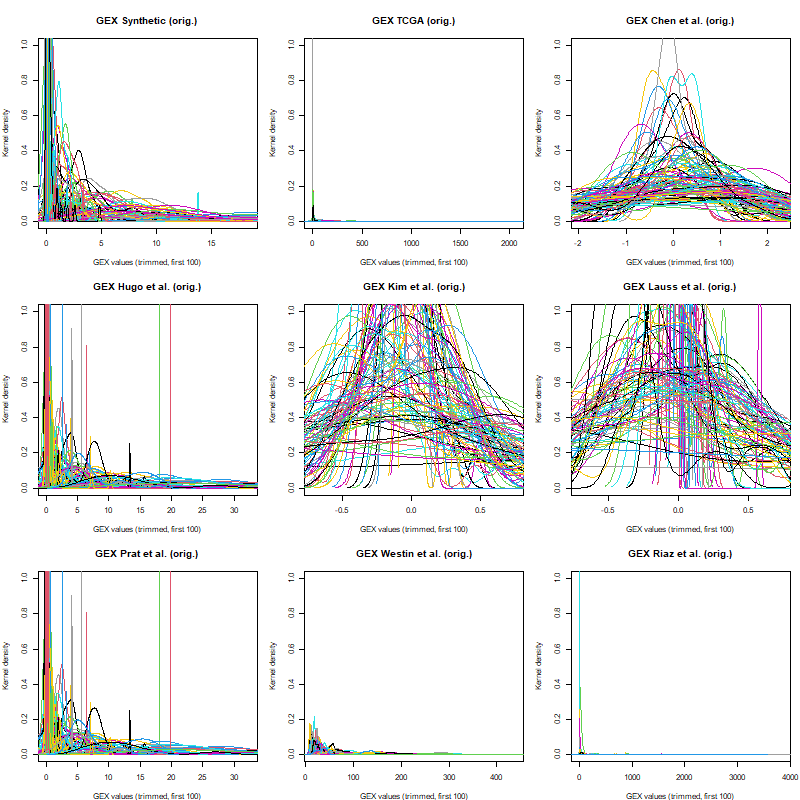 GEX Synthetic (orig.)
Kernel density
0.0 0.2 0.4 0.6 0.8 1.0
0 5 10 15
GEX values (trimmed, first 100)
GEX TCGA (orig.)
Kernel density
0.0 0.2 0.4 0.6 0.8 1.0
0 500 1000 1500 2000
GEX values (trimmed, first 100)
GEX Chen et al. (orig.)
Kernel density
0.0 0.2 0.4 0.6 0.8 1.0
-2 -1 0 1 2
GEX values (trimmed, first 100)
GEX Hugo et al. (orig.)
Kernel density
0.0 0.2 0.4 0.6 0.8 1.0
0 5 10 15 20 25 30
GEX values (trimmed, first 100)
GEX Kim et al. (orig.)
Kernel density
0.0 0.2 0.4 0.6 0.8 1.0
-0.5 0.0 0.5
GEX values (trimmed, first 100)
GEX Lauss et al. (orig.)
Kernel density
0.0 0.2 0.4 0.6 0.8 1.0
-0.5 0.0 0.5
GEX values (trimmed, first 100)
GEX Prat et al. (orig.)
Kernel density
0.0 0.2 0.4 0.6 0.8 1.0
0 5 10 15 20 25 30
GEX values (trimmed, first 100)
GEX Westin et al. (orig.)
Kernel density
0.0 0.2 0.4 0.6 0.8 1.0
0 100 200 300 400
GEX values (trimmed, first 100)
GEX Riaz et al. (orig.)
Kernel density
0.0 0.2 0.4 0.6 0.8 1.0
0 1000 2000 3000 4000
GEX values (trimmed, first 100)